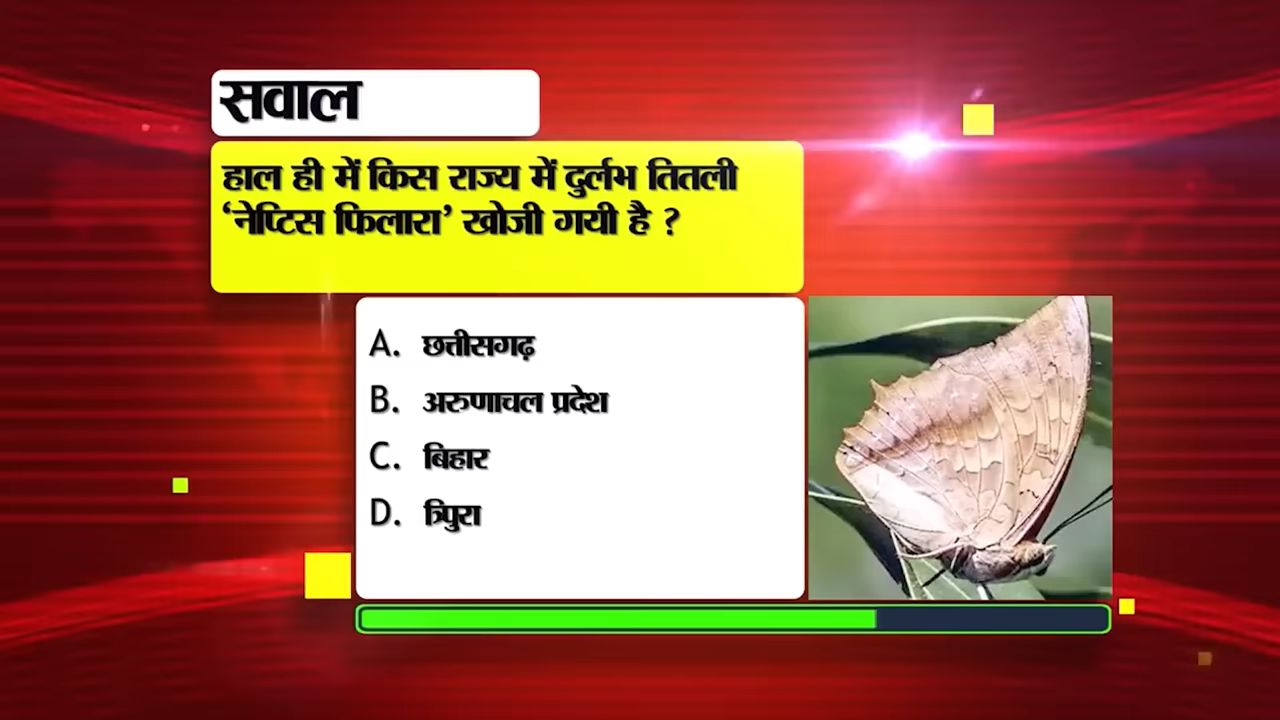 सवाल
हाल ही में किस राज्य में दुर्लभ तितली
‘नेप्टिस फिलारा’ खोजी गयी है ?
A. छत्तीसगढ़
B. अरुणाचल प्रदेश
C. बिहार
D. त्रिपुरा